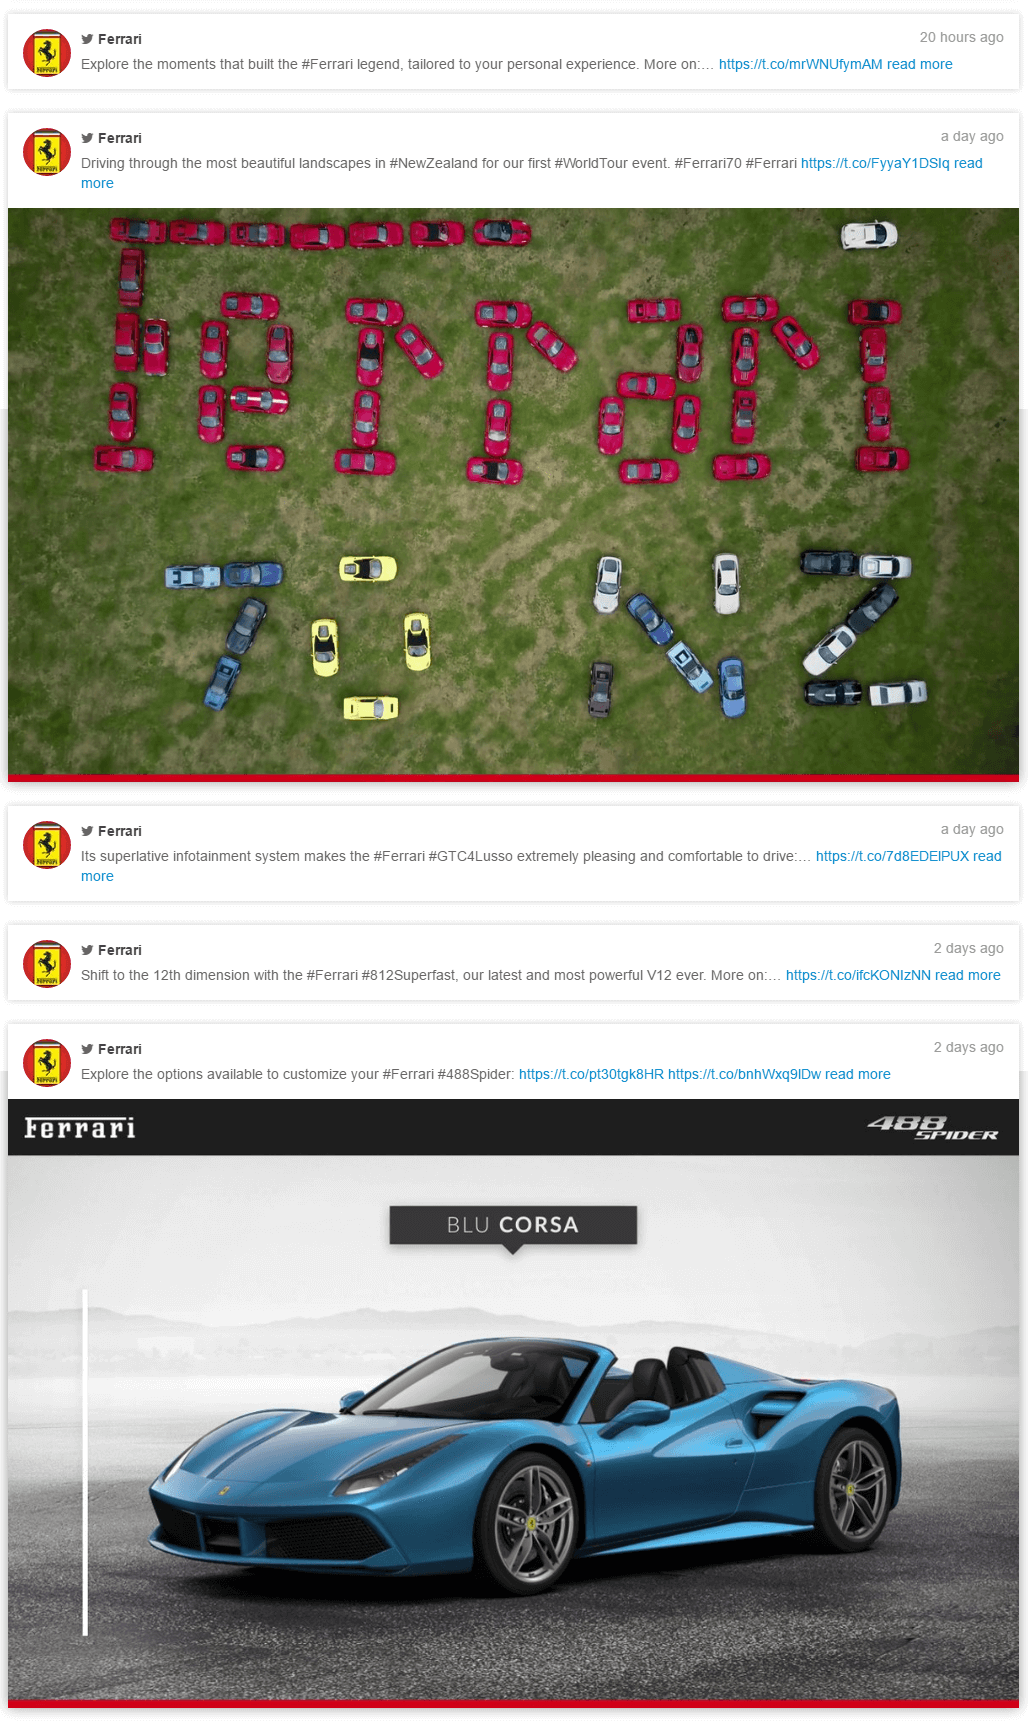 Ferrari
20 hours ago
Explore the moments that built the #Ferrari legend, tailored to your personal experience. More on:… https://t.co/mrWNUfymAM read more
Ferrari
a day ago
Driving through the most beautiful landscapes in #NewZealand for our first #WorldTour event. #Ferrari70 #Ferrari https://t.co/FyyaY1DSIq read
more
Ferrari
70 NZ
Ferrari
a day ago
Its superlative infotainment system makes the #Ferrari #GTC4Lusso extremely pleasing and comfortable to drive:… https://t.co/7d8EDElPUX read
more
Ferrari
2 days ago
Shift to the 12th dimension with the #Ferrari #812Superfast, our latest and most powerful V12 ever. More on:… https://t.co/ifcKONIzNN read more
Ferrari
2 days ago
Explore the options available to customize your #Ferrari #488Spider: https://t.co/pt30tgk8HR https://t.co/bnhWxq9lDw read more
Ferrari
488
SPIDER
BLU CORSA